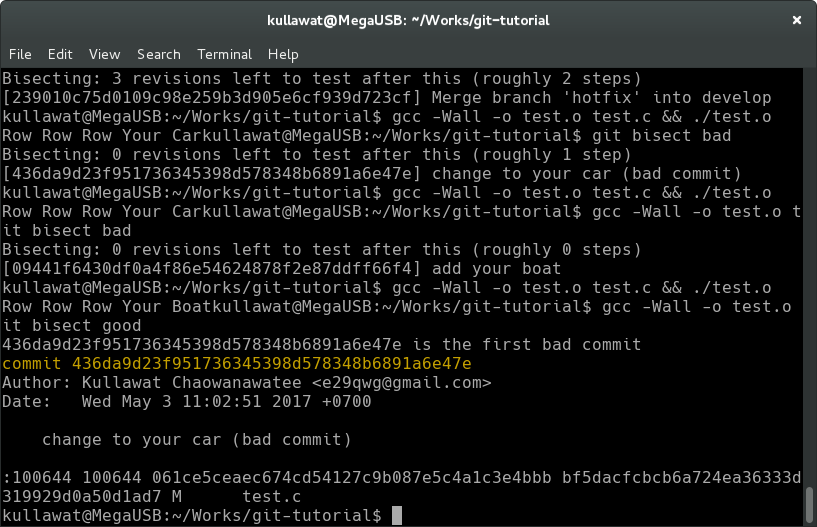 kullawat@MegaUSB: ~/Works/git-tutorial ×
File Edit View Search Terminal Help
Bisecting: 3 revisions left to test after this (roughly 2 steps)
[239010c75d0109c98e259b3d905e6cf939d723cf] Merge branch 'hotfix' into develop
kullawat@MegaUSB:~/Works/git-tutorial$ gcc -Wall -o test.o test.c && ./test.o
Row Row Row Your Carkullawat@MegaUSB:~/Works/git-tutorial$ git bisect bad
Bisecting: 0 revisions left to test after this (roughly 1 step)
[436da9d23f951736345398d578348b6891a6e47e] change to your car (bad commit)
kullawat@MegaUSB:~/Works/git-tutorial$ gcc -Wall -o test.o test.c && ./test.o
Row Row Row Your Carkullawat@MegaUSB:~/Works/git-tutorial$ gcc -Wall -o test.o t
it bisect bad
Bisecting: 0 revisions left to test after this (roughly 0 steps)
[09441f6430df0a4f86e54624878f2e87ddff66f4] add your boat
kullawat@MegaUSB:~/Works/git-tutorial$ gcc -Wall -o test.o test.c && ./test.o
Row Row Row Your Boatkullawat@MegaUSB:~/Works/git-tutorial$ gcc -Wall -o test.o
it bisect good
436da9d23f951736345398d578348b6891a6e47e is the first bad commit
commit 436da9d23f951736345398d578348b6891a6e47e
Author: Kullawat Chaowanawatee <e29qwg@gmail.com>
Date:   Wed May 3 11:02:51 2017 +0700
    change to your car (bad commit)
:100644 100644 061ce5ceaec674cd54127c9b087e5c4a1c3e4bbb bf5dacfcbcb6a724ea36333d
319929d0a50d1ad7 M	test.c
kullawat@MegaUSB:~/Works/git-tutorial$